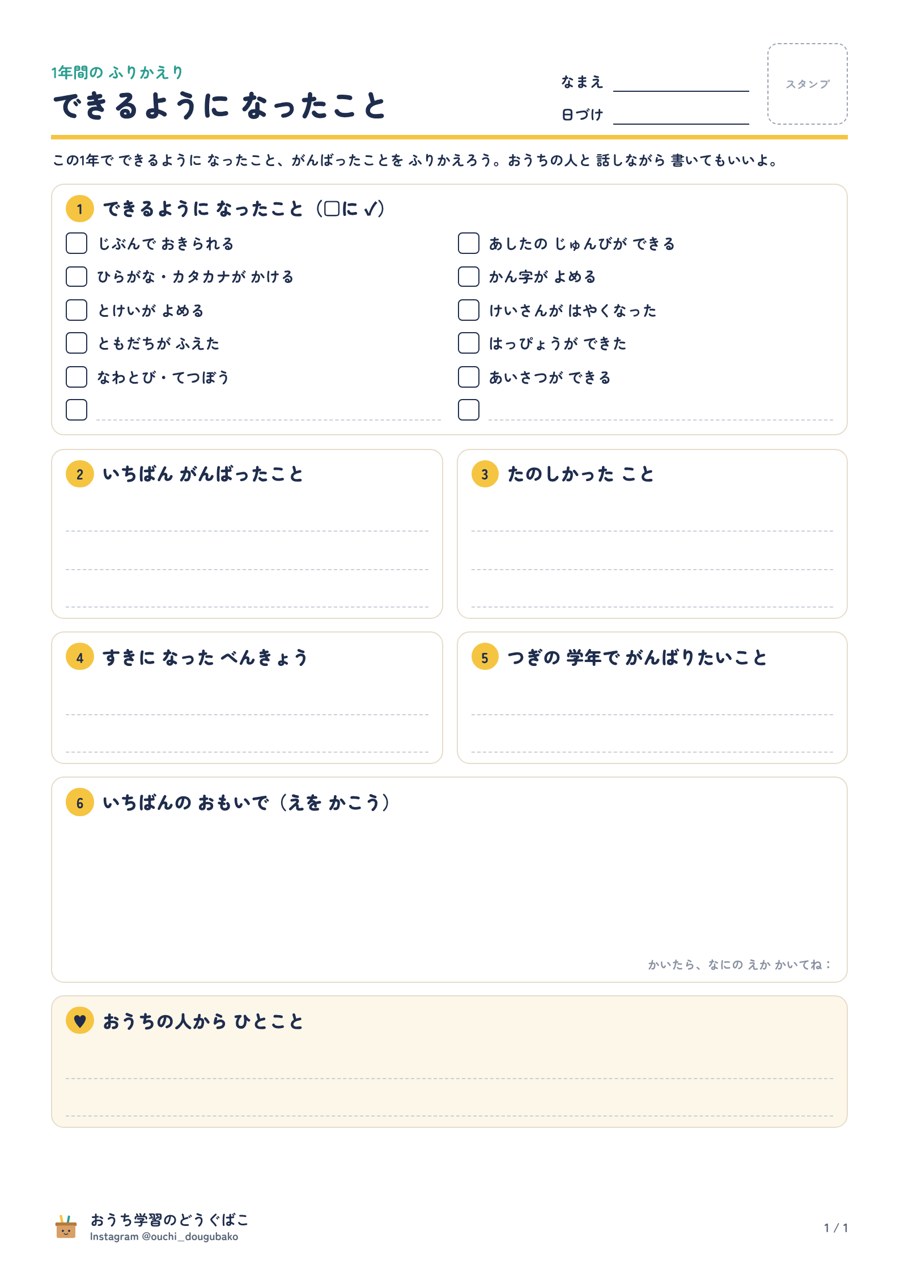 1年間の ふりかえり
できるように なったこと
なまえ
日づけ
スタンプ
この1年で できるように なったこと、がんばったことを ふりかえろう。おうちの人と 話しながら 書いてもいいよ。
1 できるように なったこと（▢に ✓）
じぶんで おきられる
あしたの じゅんびが できる
ひらがな・カタカナが かける
かん字が よめる
とけいが よめる
けいさんが はやくなった
ともだちが ふえた
はっぴょうが できた
なわとび・てつぼう
あいさつが できる
2 いちばん がんばったこと
3 たのしかった こと
4 すきに なった べんきょう
5 つぎの 学年で がんばりたいこと
6 いちばんの おもいで（えを かこう）
かいたら、なにの えか かいてね：
♥ おうちの人から ひとこと
おうち学習のどうぐばこ
Instagram @ouchi_dougubako
1 / 1